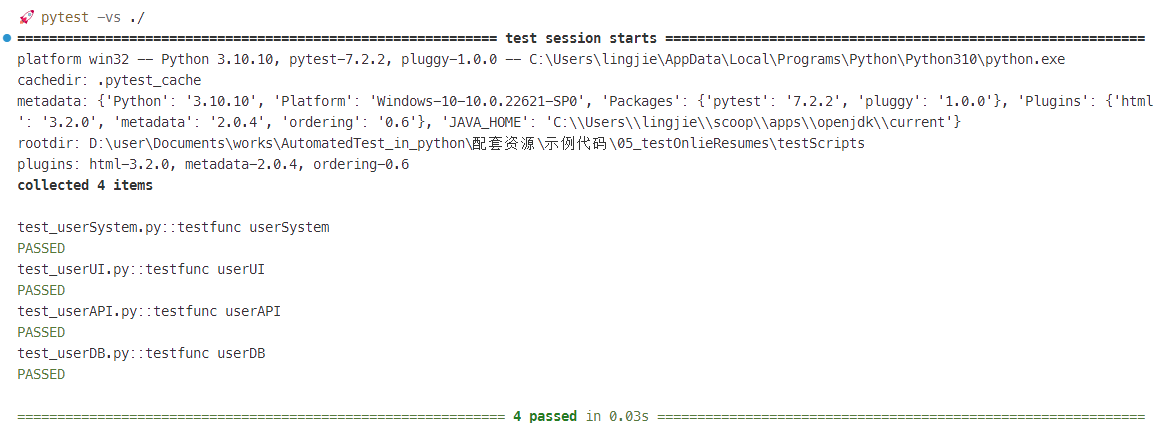 🚀 pytest -vs ./
============================================================ test session starts ============================================================
platform win32 -- Python 3.10.10, pytest-7.2.2, pluggy-1.0.0 -- C:\Users\lingjie\AppData\Local\Programs\Python\Python310\python.exe
cachedir: .pytest_cache
metadata: {'Python': '3.10.10', 'Platform': 'Windows-10-10.0.22621-SP0', 'Packages': {'pytest': '7.2.2', 'pluggy': '1.0.0'}, 'Plugins': {'html
': '3.2.0', 'metadata': '2.0.4', 'ordering': '0.6'}, 'JAVA_HOME': 'C:\\Users\\lingjie\\scoop\\apps\\openjdk\\current'}
rootdir: D:\user\Documents\works\AutomatedTest_in_python\配套资源\示例代码\05_testOnlieResumes\testScripts
plugins: html-3.2.0, metadata-2.0.4, ordering-0.6
collected 4 items
test_userSystem.py::testfunc userSystem
PASSED
test_userUI.py::testfunc userUI
PASSED
test_userAPI.py::testfunc userAPI
PASSED
test_userDB.py::testfunc userDB
PASSED
============================================================= 4 passed in 0.03s =============================================================